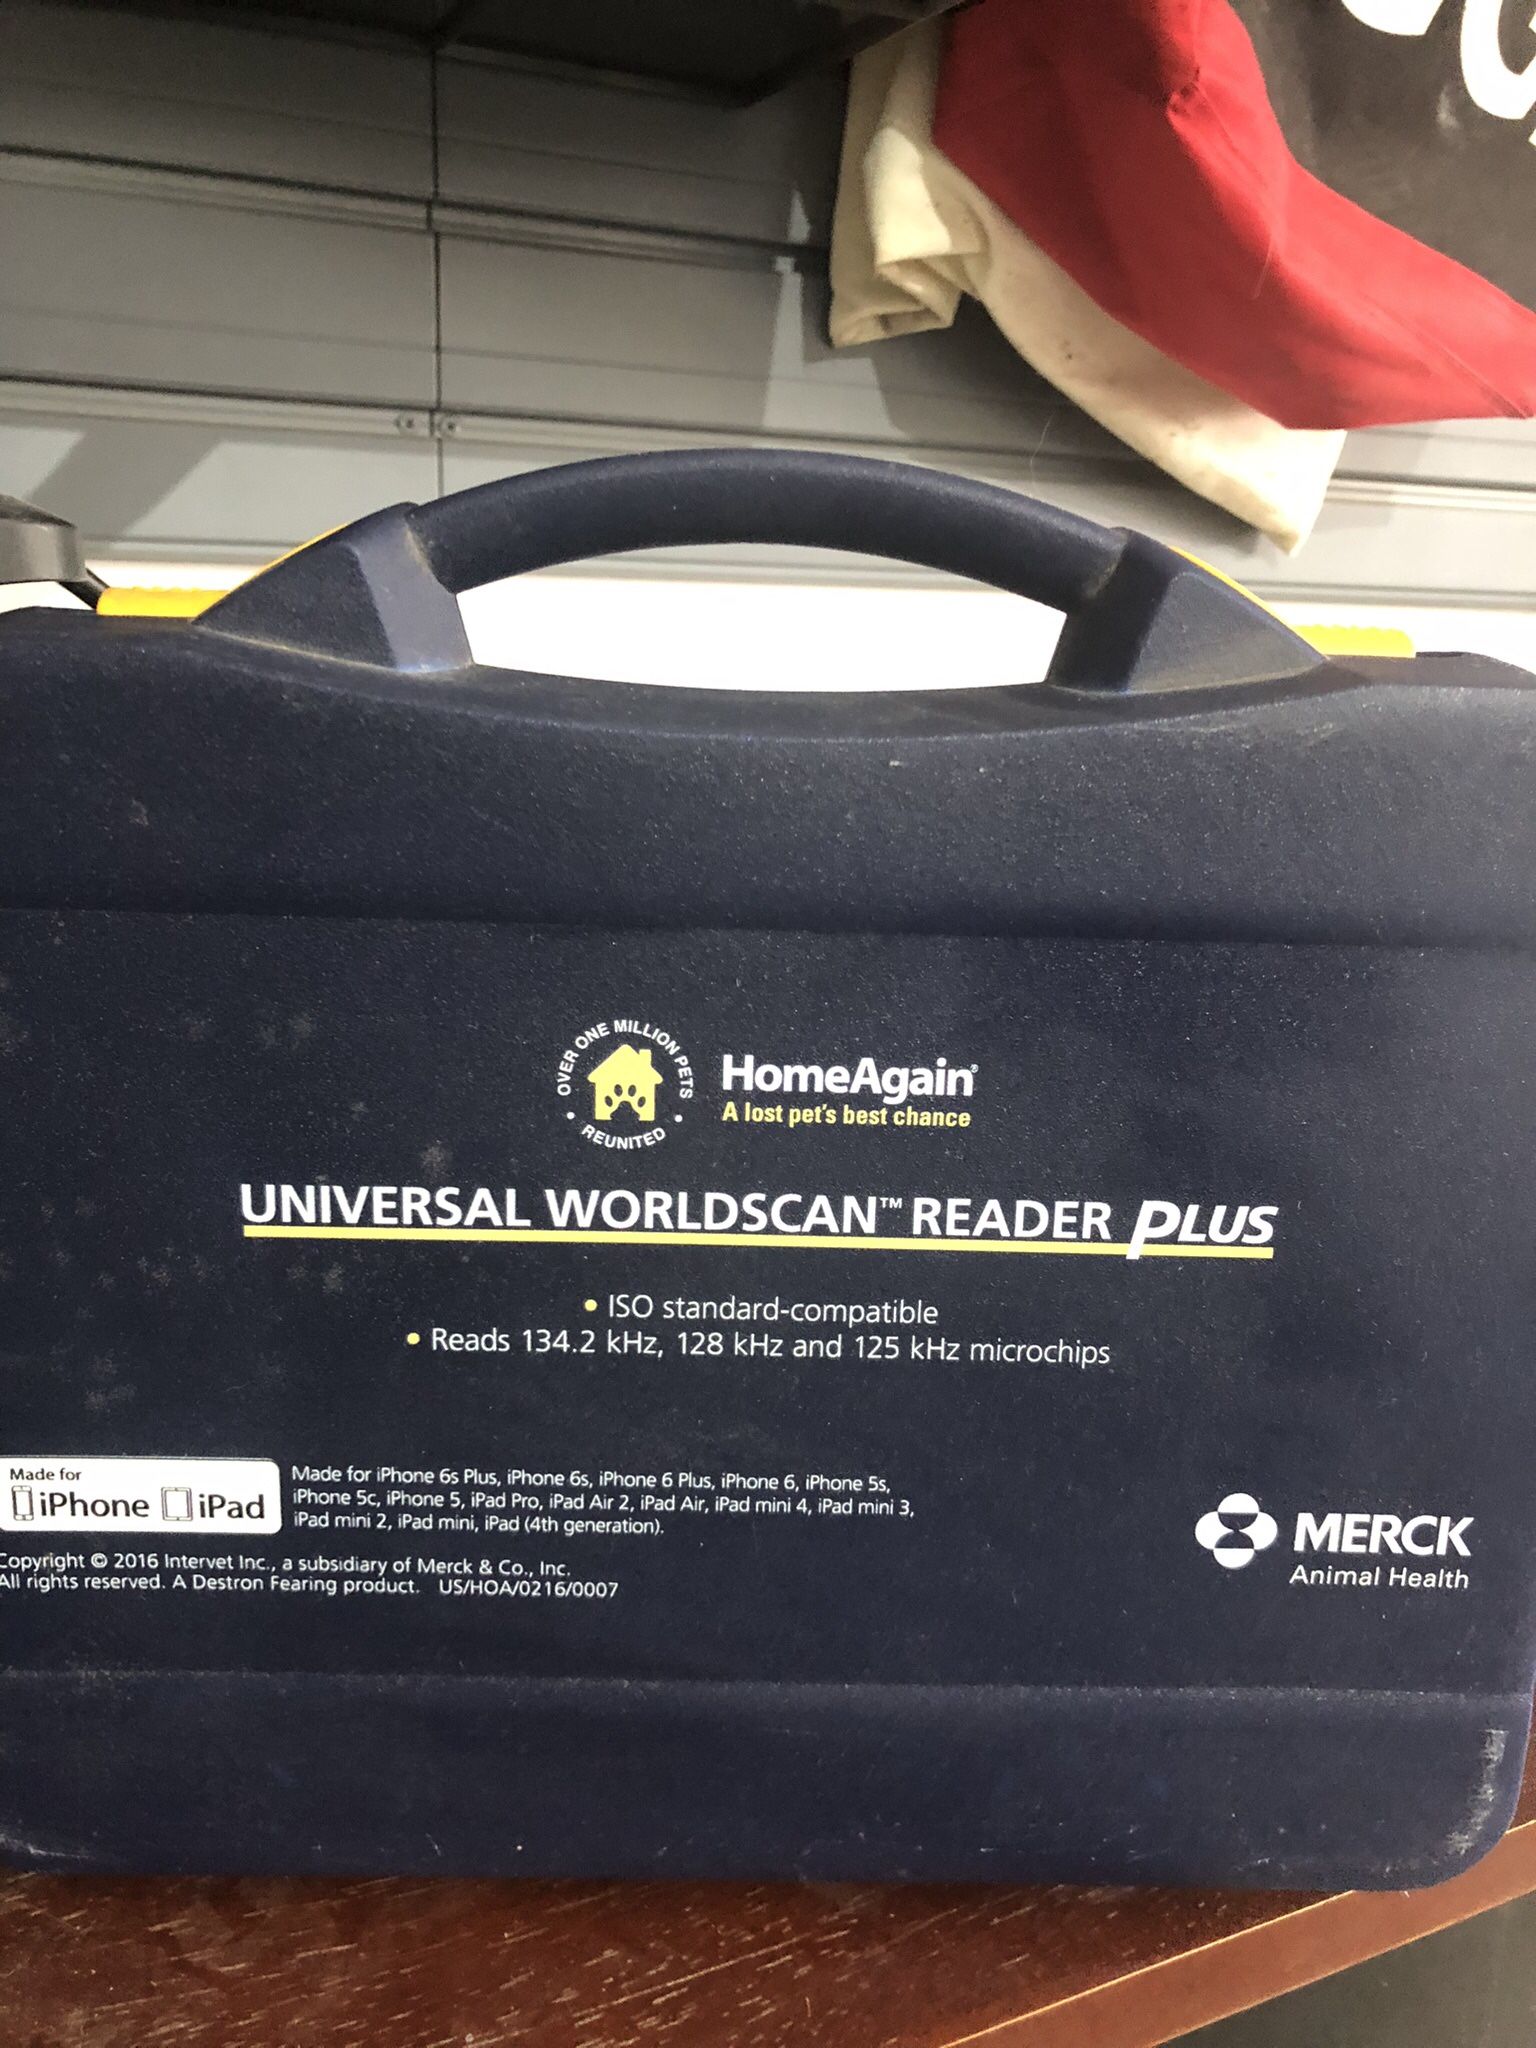 OVER ONE MILLION PETS
• REUNITED •
HomeAgain®
A lost pet's best chance
UNIVERSAL WORLDSCAN™ READER PLUS
• ISO standard-compatible
• Reads 134.2 kHz, 128 kHz and 125 kHz microchips
Made for
iPhone iPad
Made for iPhone 6s Plus, iPhone 6s, iPhone 6 Plus, iPhone 6, iPhone 5s,
iPhone 5c, iPhone 5, iPad Pro, iPad Air 2, iPad Air, iPad mini 4, iPad mini 3,
iPad mini 2, iPad mini, iPad (4th generation).
Copyright © 2016 Intervet Inc., a subsidiary of Merck & Co., Inc.
All rights reserved. A Destron Fearing product. US/HOA/0216/0007
MERCK
Animal Health